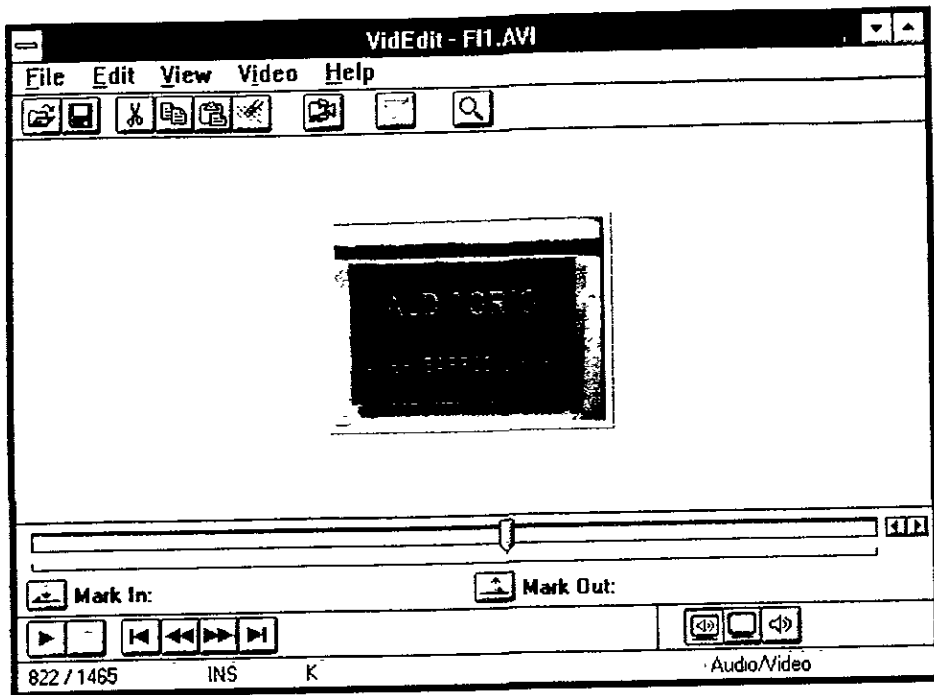 VidEdit - FI1.AVI
File Edit View Video Help
Mark In: Mark Out:
822 / 1465 INS K Audio/Video